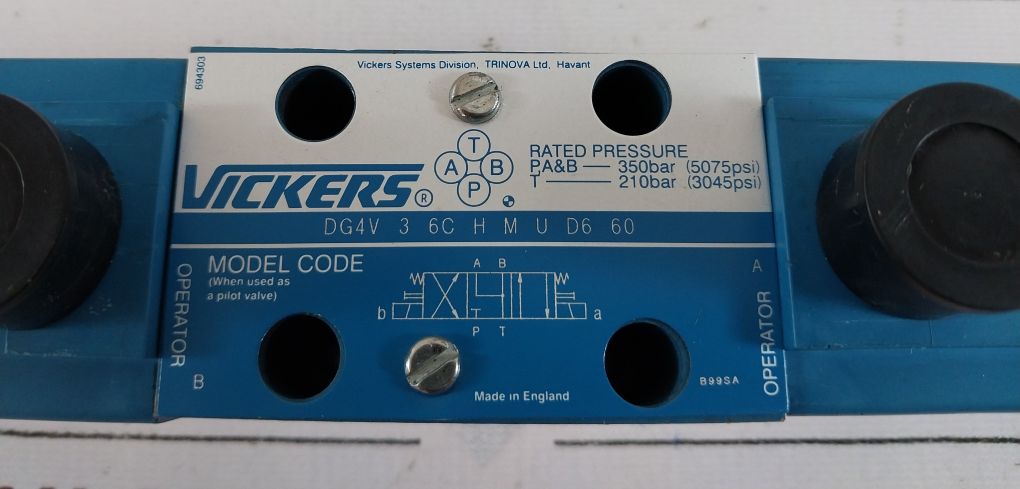 694303
Vickers Systems Division, TRINOVA Ltd, Havant
T
A B
P
VICKERS®
RATED PRESSURE
P,A&B — 350bar (5075psi)
T — 210bar (3045psi)
DG4V 3 6C H M U D6 60
MODEL CODE
(When used as
a pilot valve)
OPERATOR
B
A B
b a
T
P T
A
OPERATOR
B99SA
Made in England